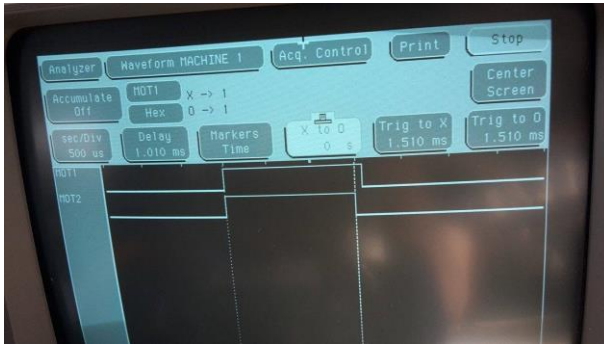 Analyzer Waveform MACHINE 1 Acq. Control Print Stop
Accumulate Off
MOT1 X -> 1
Hex O -> 1
Center Screen
sec/Div 500 us
Delay 1.010 ms
Markers Time
X to O 0 s
Trig to X 1.510 ms
Trig to O 1.510 ms
MOT1
MOT2